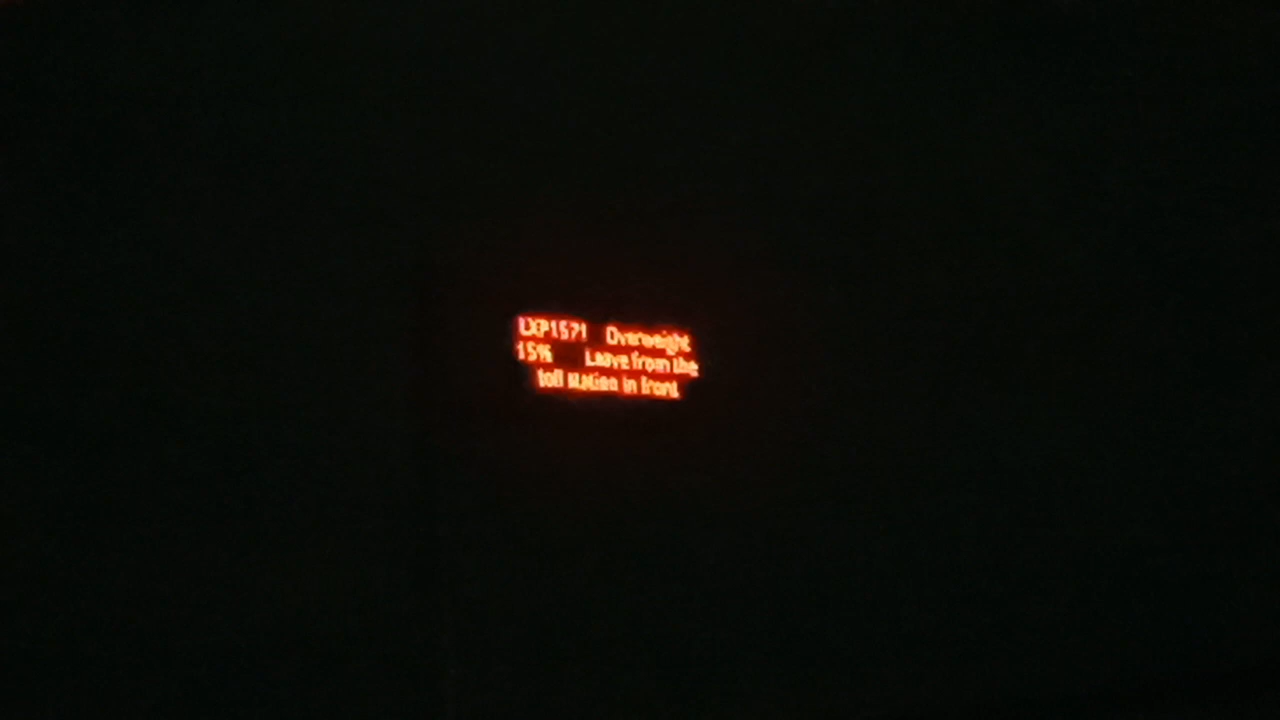 LXP1571 Overweight
15% Leave from the
toll station in front